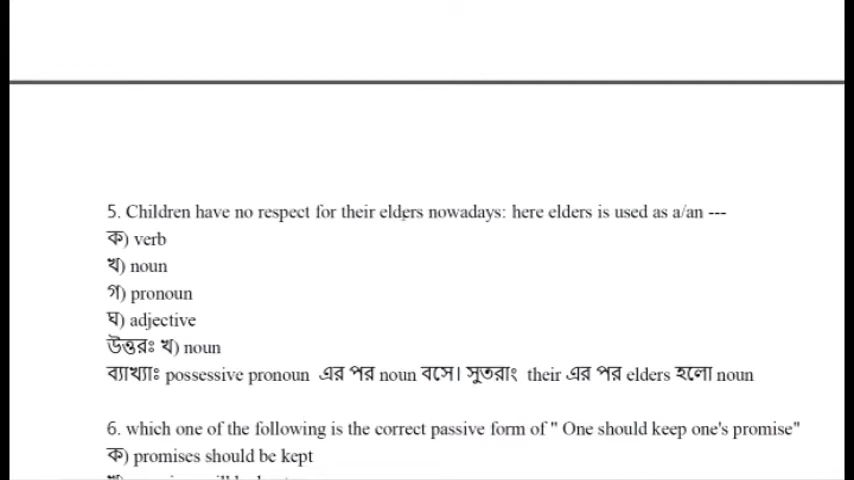 5. Children have no respect for their elders nowadays: here elders is used as a/an ---
ক) verb
খ) noun
গ) pronoun
ঘ) adjective
উত্তরঃ খ) noun
ব্যাখ্যাঃ possessive pronoun এর পর noun বসে। সুতরাং their এর পর elders হলো noun
6. which one of the following is the correct passive form of " One should keep one's promise"
ক) promises should be kept